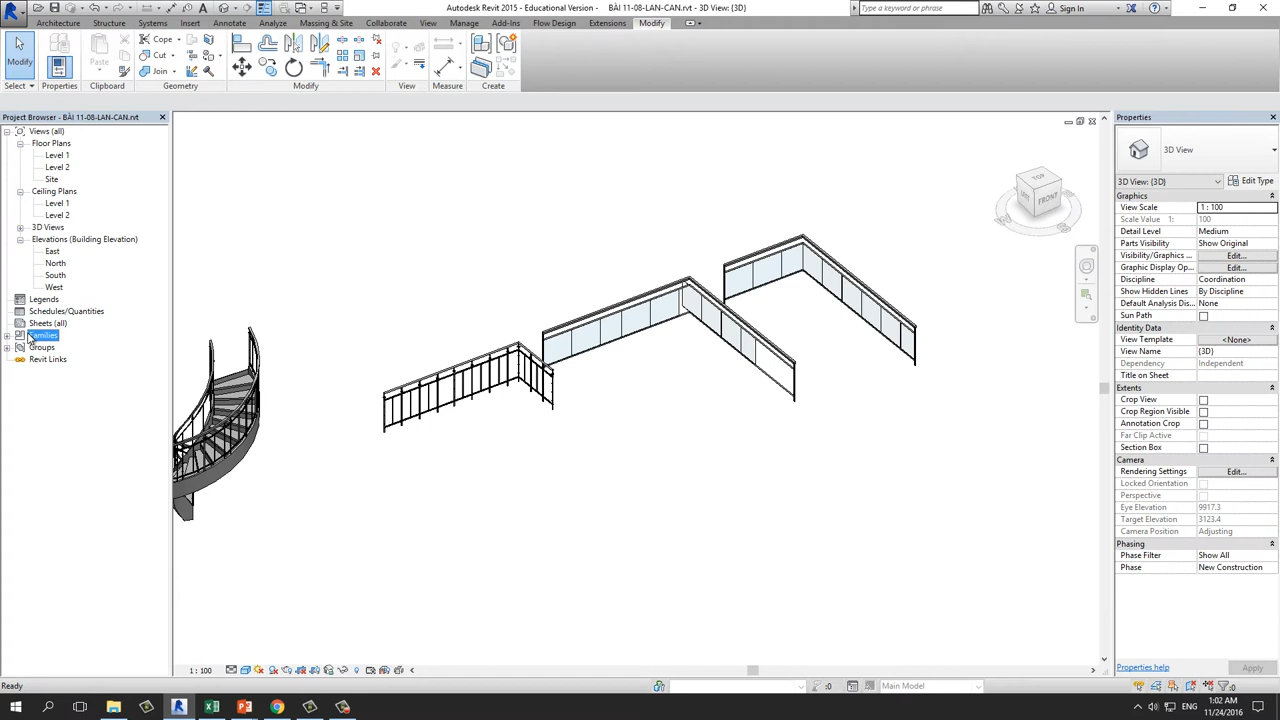 Autodesk Revit 2015 - Educational Version - BÀI 11-08-LAN-CAN.rvt - 3D View: {3D}
Type a keyword or phrase
Sign In
Architecture Structure Systems Insert Annotate Analyze Massing & Site Collaborate View Manage Add-Ins Flow Design Extensions Modify
Modify
Paste
Cope
Cut
Join
Select Properties Clipboard Geometry Modify View Measure Create
Project Browser - BÀI 11-08-LAN-CAN.rvt
Views (all)
Floor Plans
Level 1
Level 2
Site
Ceiling Plans
Level 1
Level 2
3D Views
Elevations (Building Elevation)
East
North
South
West
Legends
Schedules/Quantities
Sheets (all)
Families
Groups
Revit Links
TOP
FRONT
Properties
3D View
3D View: {3D}
Edit Type
Graphics
View Scale 1 : 100
Scale Value 1: 100
Detail Level Medium
Parts Visibility Show Original
Visibility/Graphics ... Edit...
Graphic Display Op... Edit...
Discipline Coordination
Show Hidden Lines By Discipline
Default Analysis Dis... None
Sun Path
Identity Data
View Template <None>
View Name {3D}
Dependency Independent
Title on Sheet
Extents
Crop View
Crop Region Visible
Annotation Crop
Far Clip Active
Section Box
Camera
Rendering Settings Edit...
Locked Orientation
Perspective
Eye Elevation 9917.3
Target Elevation 3123.4
Camera Position Adjusting
Phasing
Phase Filter Show All
Phase New Construction
Properties help
Apply
1 : 100
Ready
:0
Main Model
:0
ENG
1:02 AM
11/24/2016